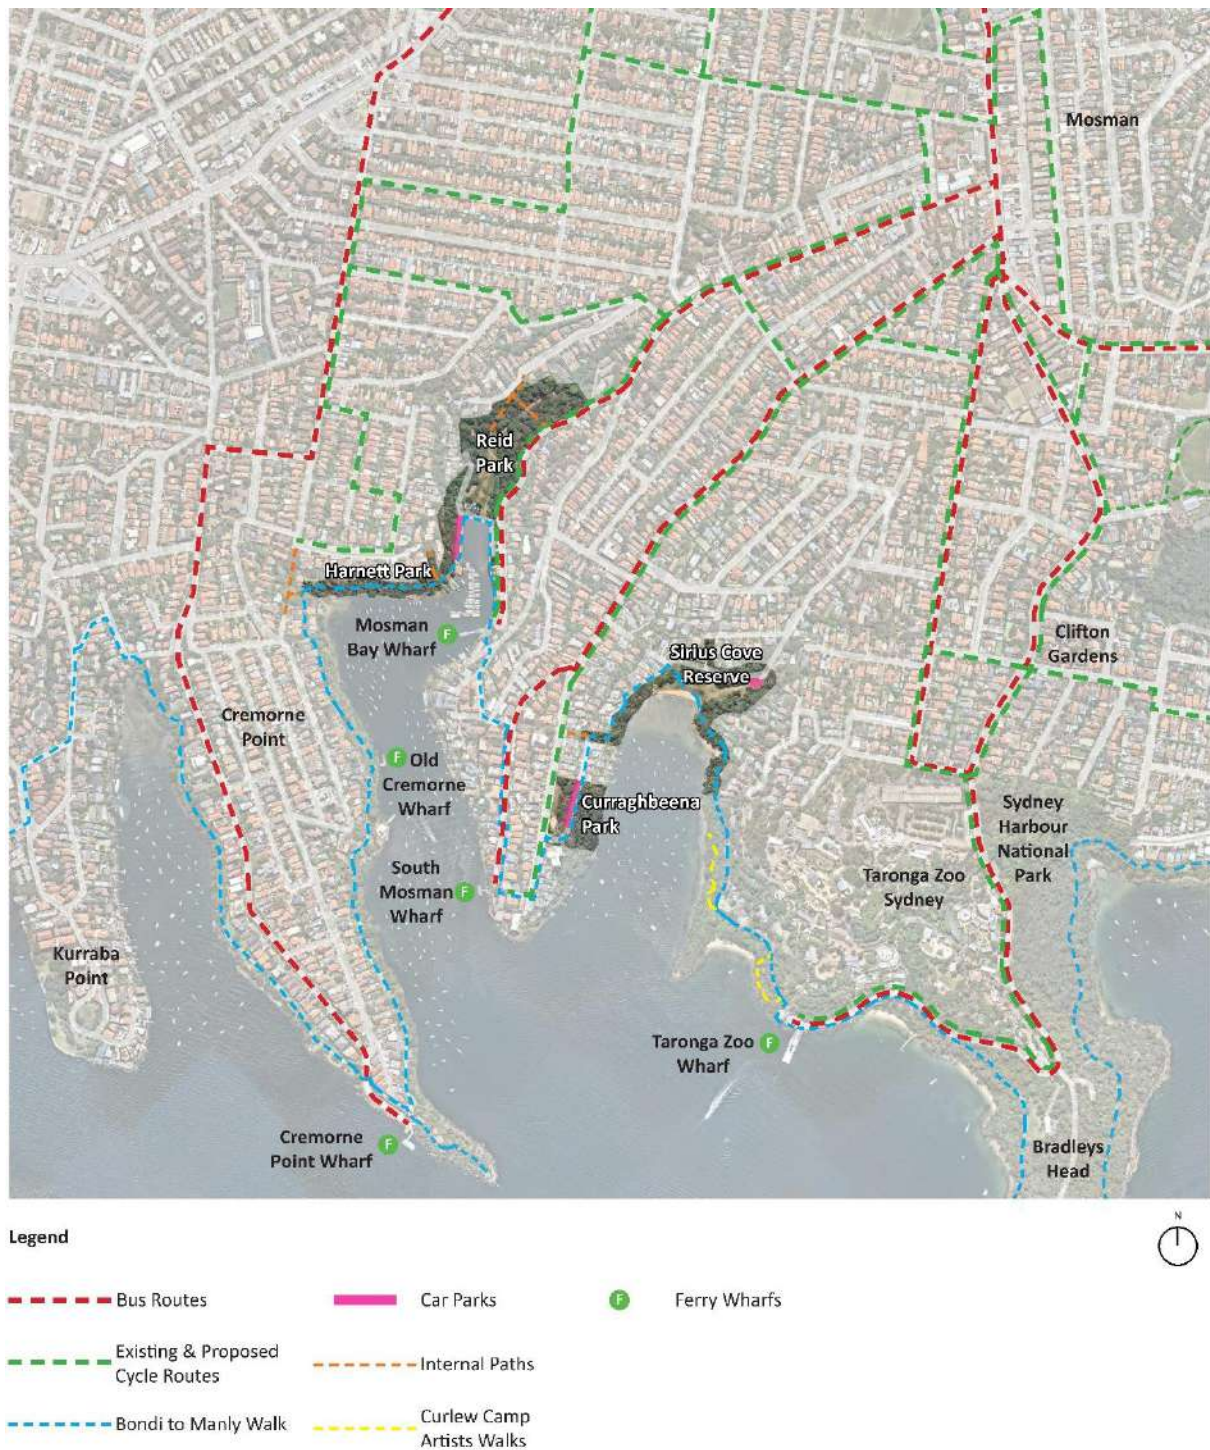 Mosman
Reid
Park
Harnett Park
Mosman
Bay Wharf
F
Sirius Cove
Reserve
Clifton
Gardens
Cremorne
Point
F
Old
Cremorne
Wharf
Curraghbeena
Park
Sydney
Harbour
National
Park
South
Mosman
Wharf
F
Taronga Zoo
Sydney
Kurraba
Point
Taronga Zoo
Wharf
F
Cremorne
Point Wharf
F
Bradleys
Head
Legend
N
Bus Routes
Car Parks
F
Ferry Wharfs
Existing & Proposed
Cycle Routes
Internal Paths
Bondi to Manly Walk
Curlew Camp
Artists Walks